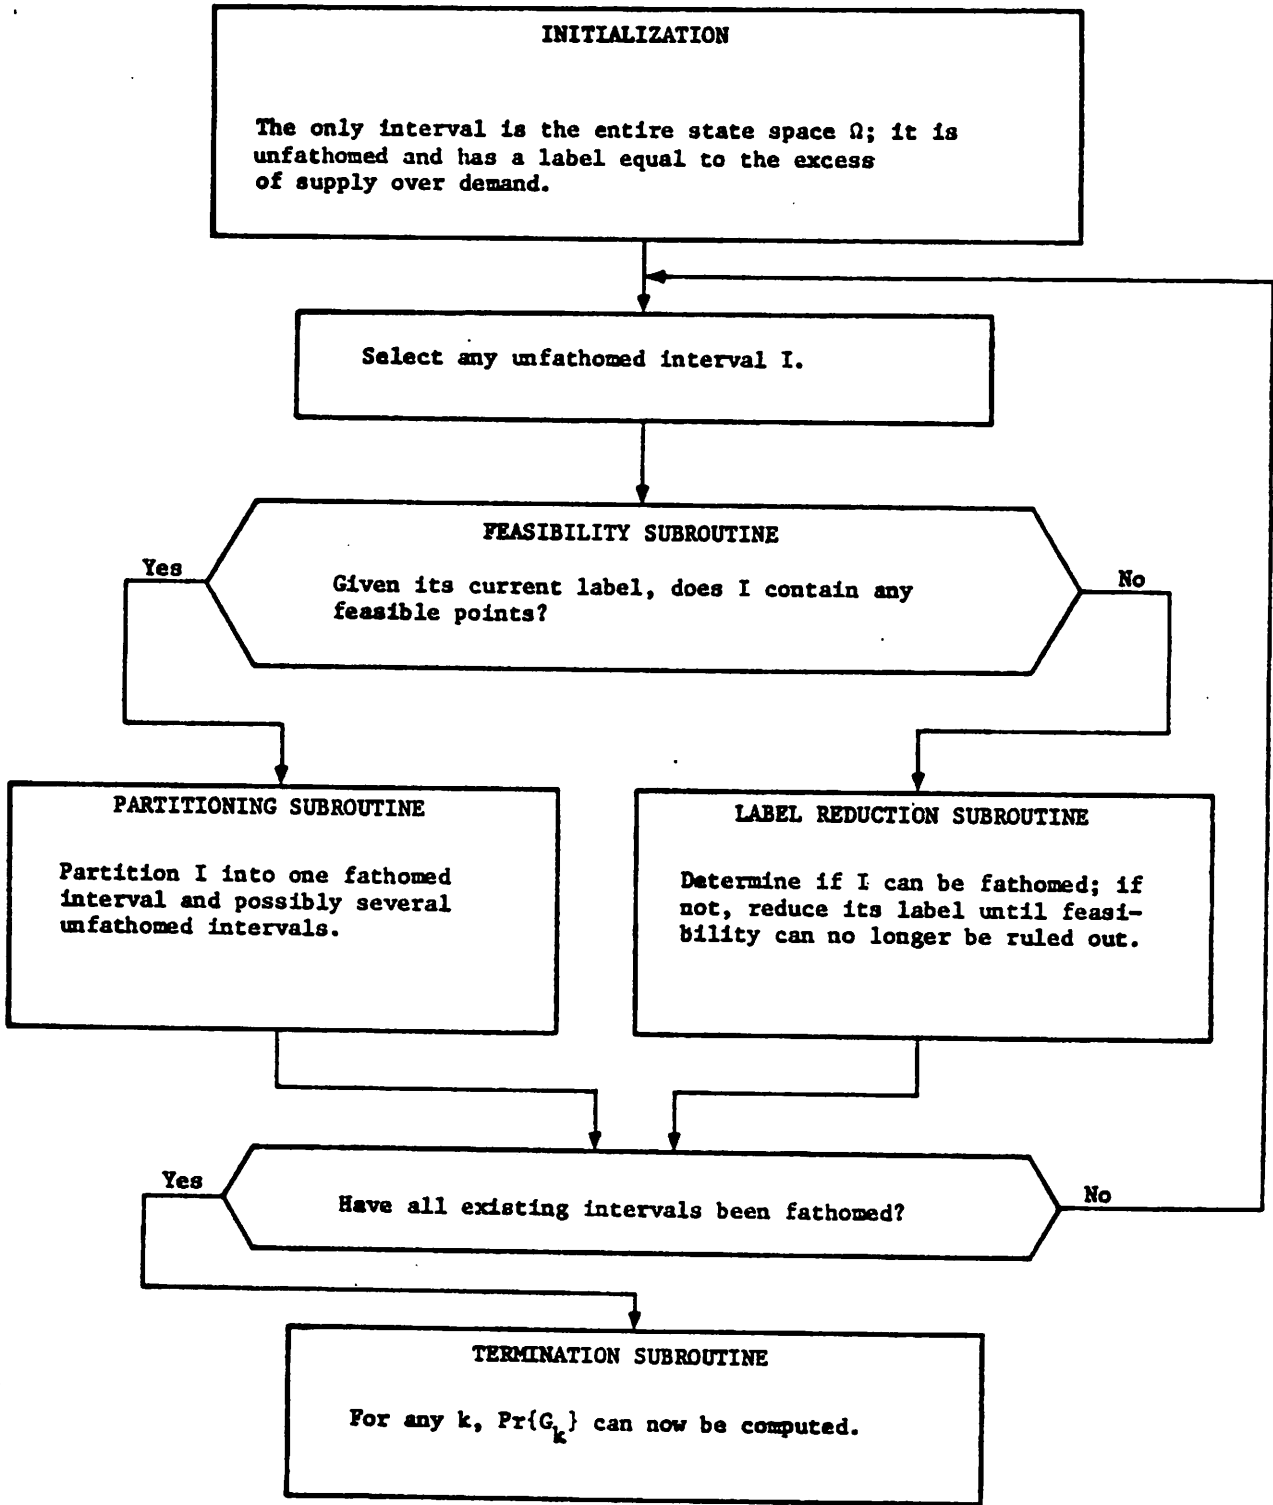 INITIALIZATION
The only interval is the entire state space Ω; it is
unfathomed and has a label equal to the excess
of supply over demand.
Select any unfathomed interval I.
FEASIBILITY SUBROUTINE
Yes
Given its current label, does I contain any
feasible points?
No
PARTITIONING SUBROUTINE
Partition I into one fathomed
interval and possibly several
unfathomed intervals.
LABEL REDUCTION SUBROUTINE
Determine if I can be fathomed; if
not, reduce its label until feasi-
bility can no longer be ruled out.
Yes
Have all existing intervals been fathomed?
No
TERMINATION SUBROUTINE
For any k, Pr{G_k} can now be computed.